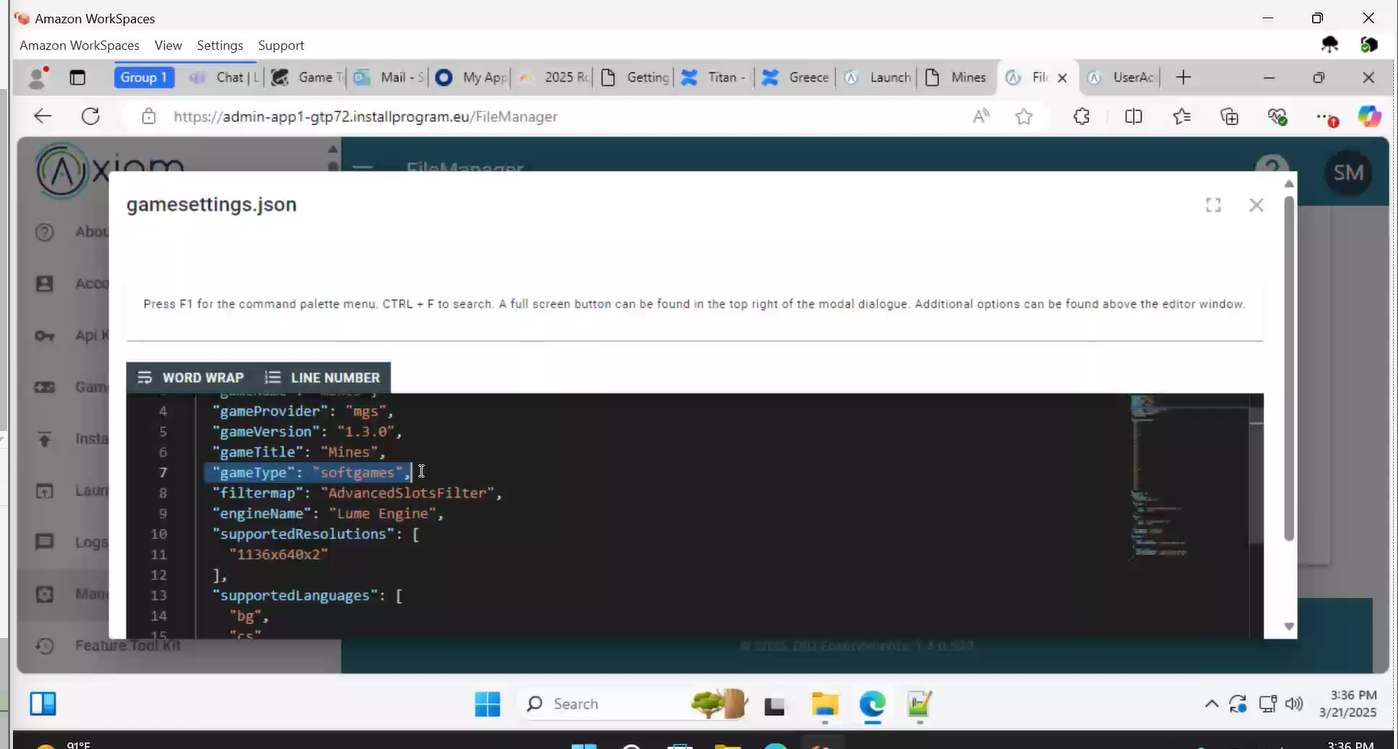 Amazon WorkSpaces
Amazon WorkSpaces View Settings Support
Group 1 Chat | L Game T Mail - S My App 2025 Ro Getting Titan - Greece Launch Mines File UserAc
https://admin-app1-gtp72.installprogram.eu/FileManager
Axiom FileManager SM
gamesettings.json
Abou
Acco
Press F1 for the command palette menu. CTRL + F to search. A full screen button can be found in the top right of the modal dialogue. Additional options can be found above the editor window.
Api K
WORD WRAP LINE NUMBER
Gam
4 "gameProvider": "mgs",
5 "gameVersion": "1.3.0",
Insta
6 "gameTitle": "Mines",
7 "gameType": "softgames",
8 "filtermap": "AdvancedSlotsFilter",
Laun
9 "engineName": "Lume Engine",
10 "supportedResolutions": [
Logs
11 "1136x640x2"
12 ],
13 "supportedLanguages": [
Man
14 "bg",
15 "cs"
Feature Tool Kit
Search
3:36 PM
3/21/2025
91°F
3:36 PM